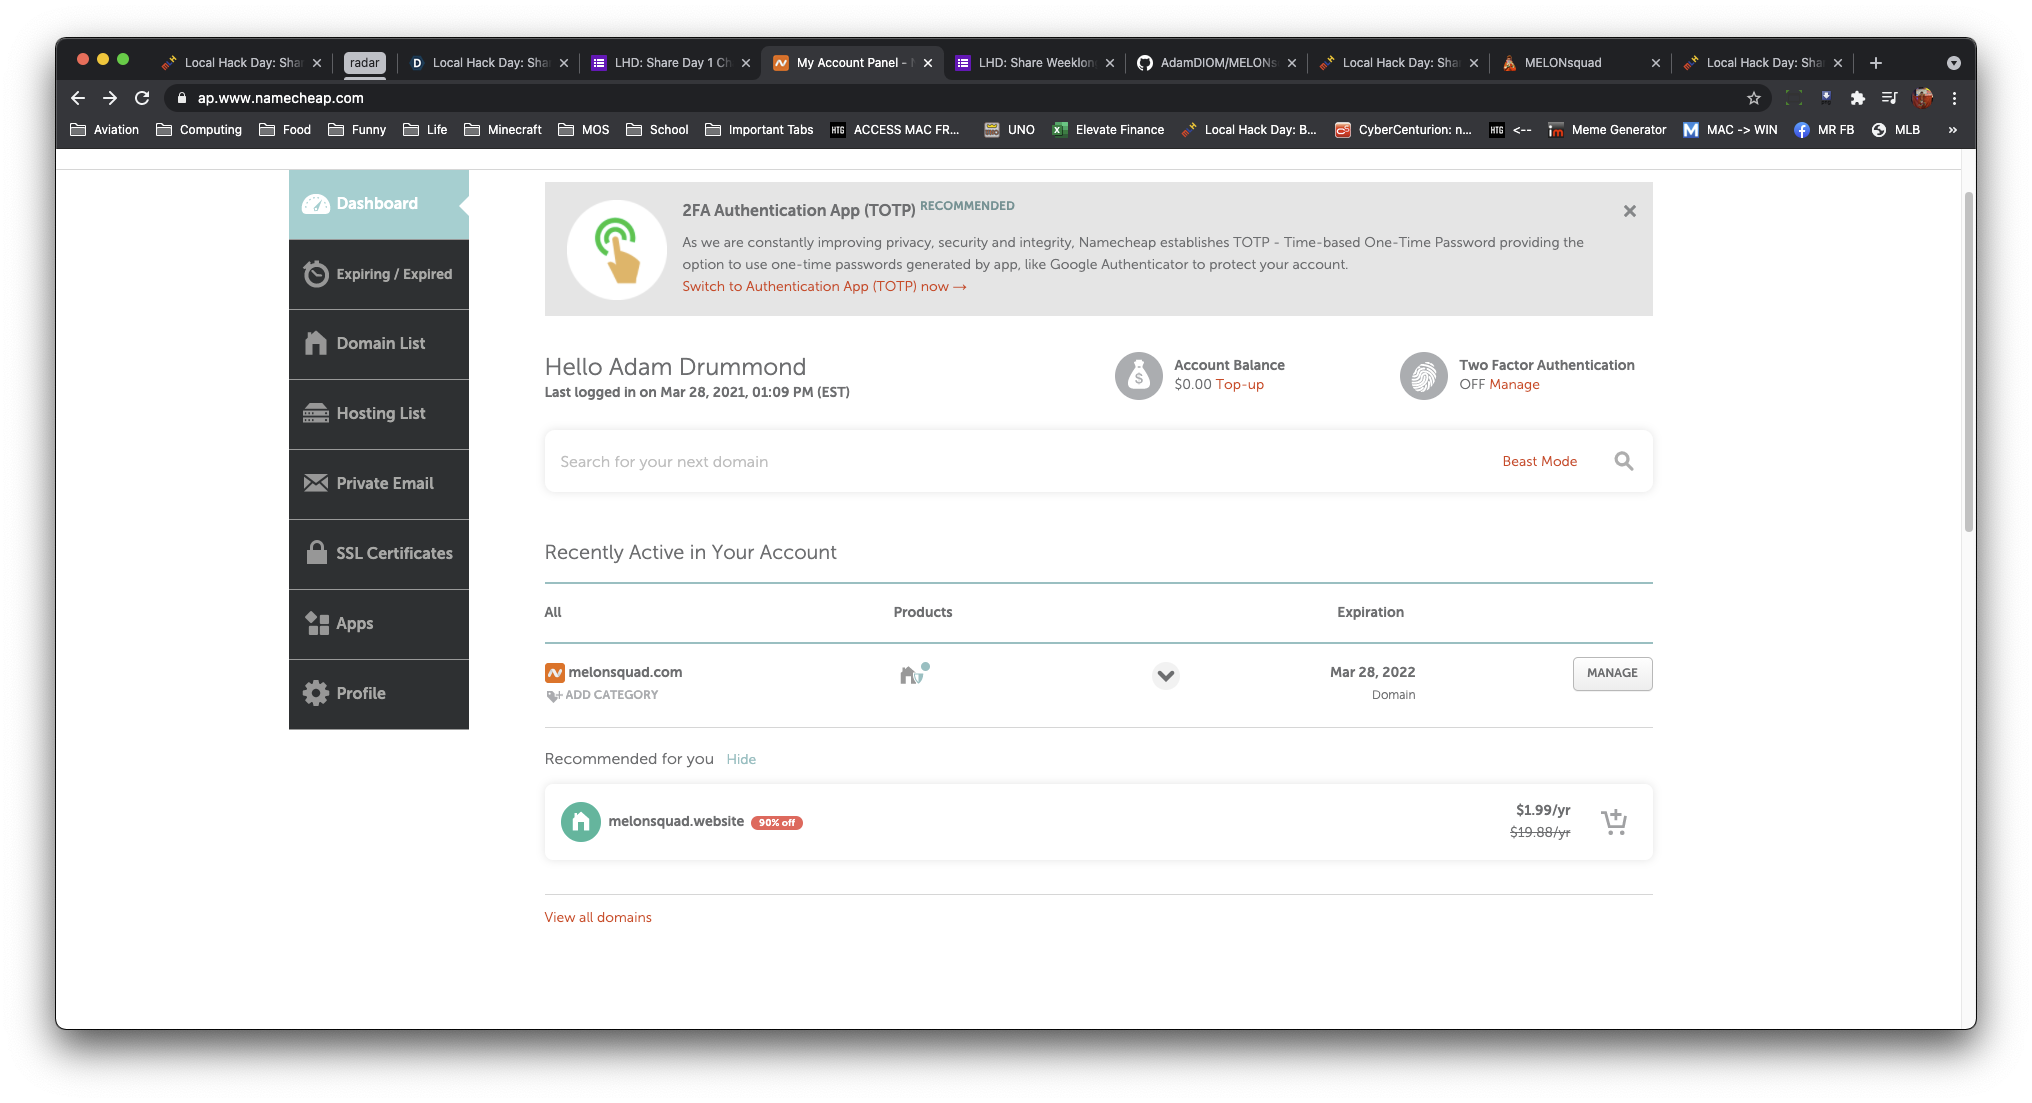 Local Hack Day: Sha
radar
Local Hack Day: Sha
LHD: Share Day 1 Ch
My Account Panel -
LHD: Share Weeklon
AdamDIOM/MELONs
Local Hack Day: Sha
MELONsquad
Local Hack Day: Sha
ap.www.namecheap.com
Aviation
Computing
Food
Funny
Life
Minecraft
MOS
School
Important Tabs
HTG ACCESS MAC FR...
UNO
Elevate Finance
Local Hack Day: B...
CyberCenturion: n...
HTG <--
Meme Generator
MAC -> WIN
MR FB
MLB
»
Dashboard
Expiring / Expired
Domain List
Hosting List
Private Email
SSL Certificates
Apps
Profile
2FA Authentication App (TOTP) RECOMMENDED
As we are constantly improving privacy, security and integrity, Namecheap establishes TOTP - Time-based One-Time Password providing the
option to use one-time passwords generated by app, like Google Authenticator to protect your account.
Switch to Authentication App (TOTP) now →
Hello Adam Drummond
Last logged in on Mar 28, 2021, 01:09 PM (EST)
Account Balance
$0.00 Top-up
Two Factor Authentication
OFF Manage
Search for your next domain
Beast Mode
Recently Active in Your Account
All Products Expiration
melonsquad.com Mar 28, 2022 MANAGE
ADD CATEGORY Domain
Recommended for you Hide
melonsquad.website 90% off $1.99/yr
$19.88/yr
View all domains